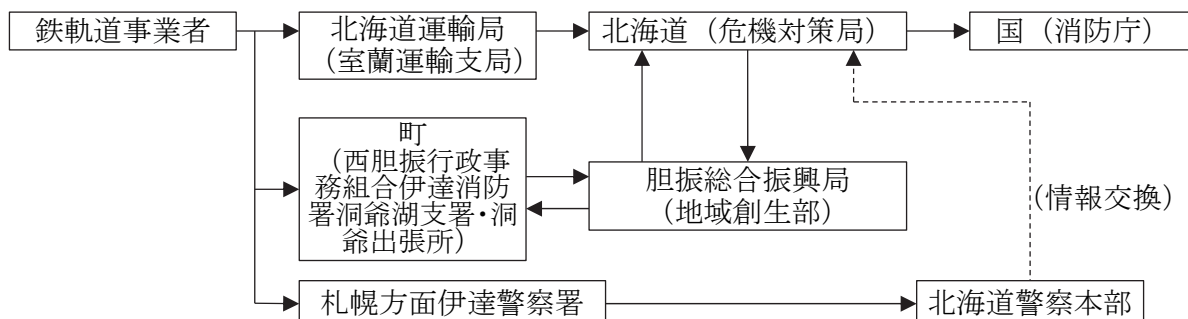 鉄軌道事業者
北海道運輸局
（室蘭運輸支局）
北海道（危機対策局）
国（消防庁）
町
（西胆振行政事
務組合伊達消防
署洞爺湖支署・洞
爺出張所）
胆振総合振興局
（地域創生部）
（情報交換）
札幌方面伊達警察署
北海道警察本部